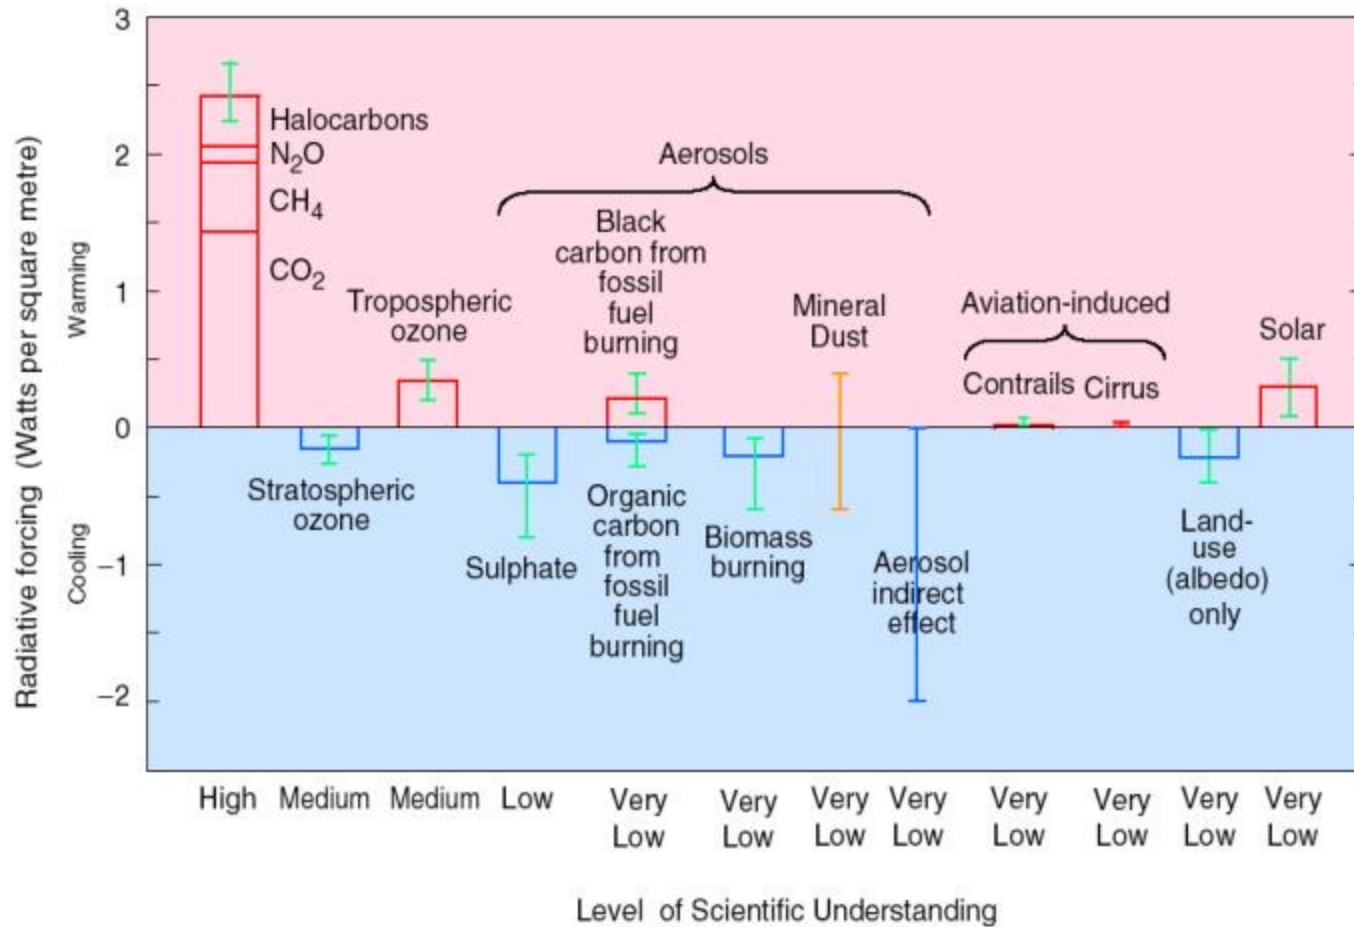 3
2
1
0
−1
−2
Radiative forcing (Watts per square metre)
Warming
Cooling
Halocarbons
N₂O
CH₄
CO₂
Stratospheric
ozone
Tropospheric
ozone
Aerosols
Sulphate
Black
carbon from
fossil
fuel
burning
Organic
carbon
from
fossil
fuel
burning
Biomass
burning
Mineral
Dust
Aerosol
indirect
effect
Aviation-induced
Contrails
Cirrus
Land-
use
(albedo)
only
Solar
High
Medium
Medium
Low
Very
Low
Very
Low
Very
Low
Very
Low
Very
Low
Very
Low
Very
Low
Very
Low
Level of Scientific Understanding